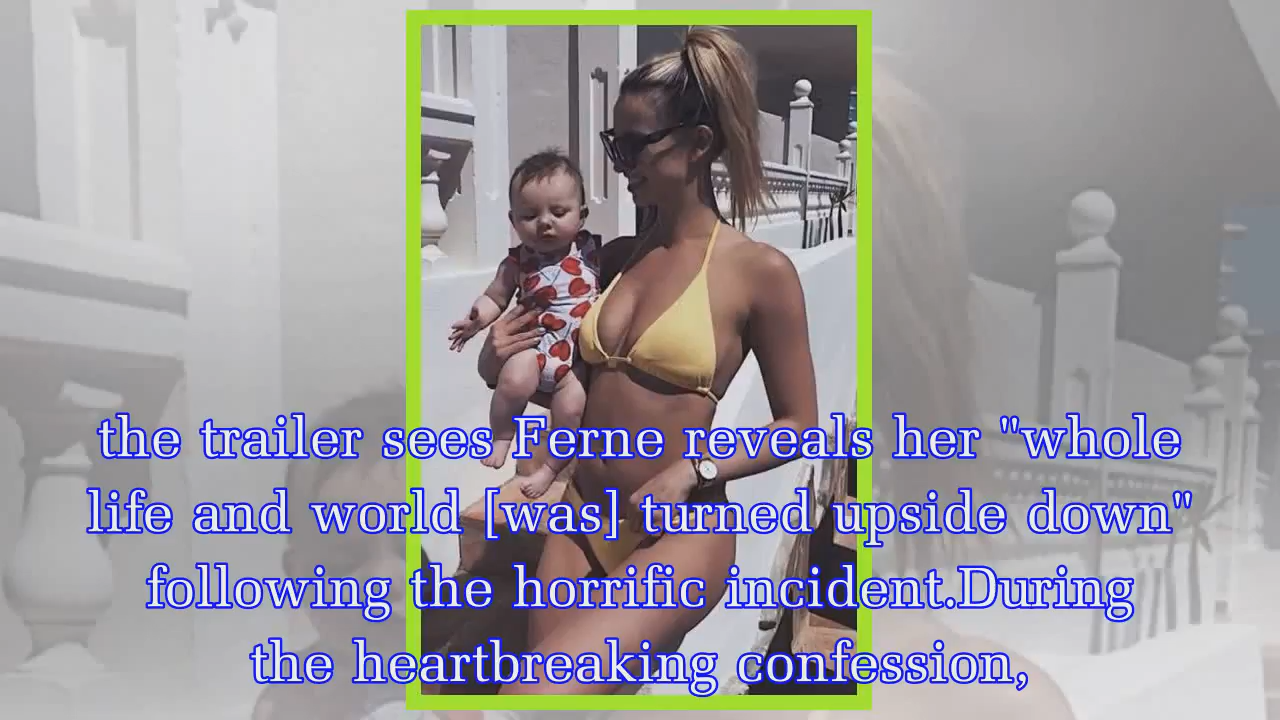 the trailer sees Ferne reveals her "whole
life and world [was] turned upside down"
following the horrific incident.During
the heartbreaking confession,